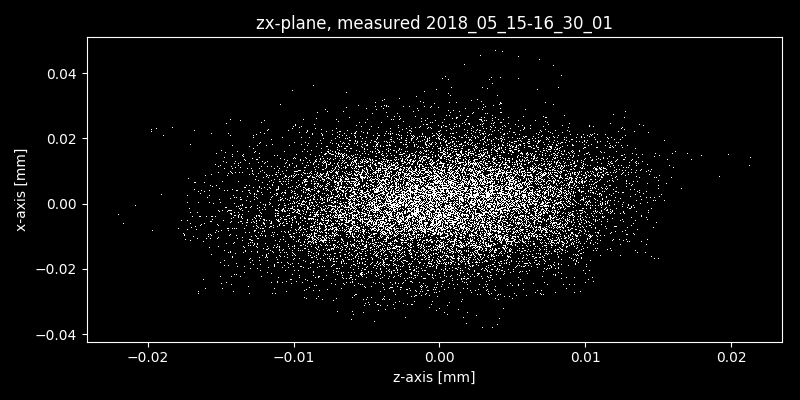 zx-plane, measured 2018_05_15-16_30_01
0.04
0.02
0.00
−0.02
−0.04
x-axis [mm]
−0.02 −0.01 0.00 0.01 0.02
z-axis [mm]